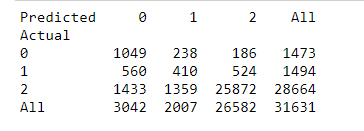 Predicted 0 1 2 All
Actual
0 1049 238 186 1473
1 560 410 524 1494
2 1433 1359 25872 28664
All 3042 2007 26582 31631